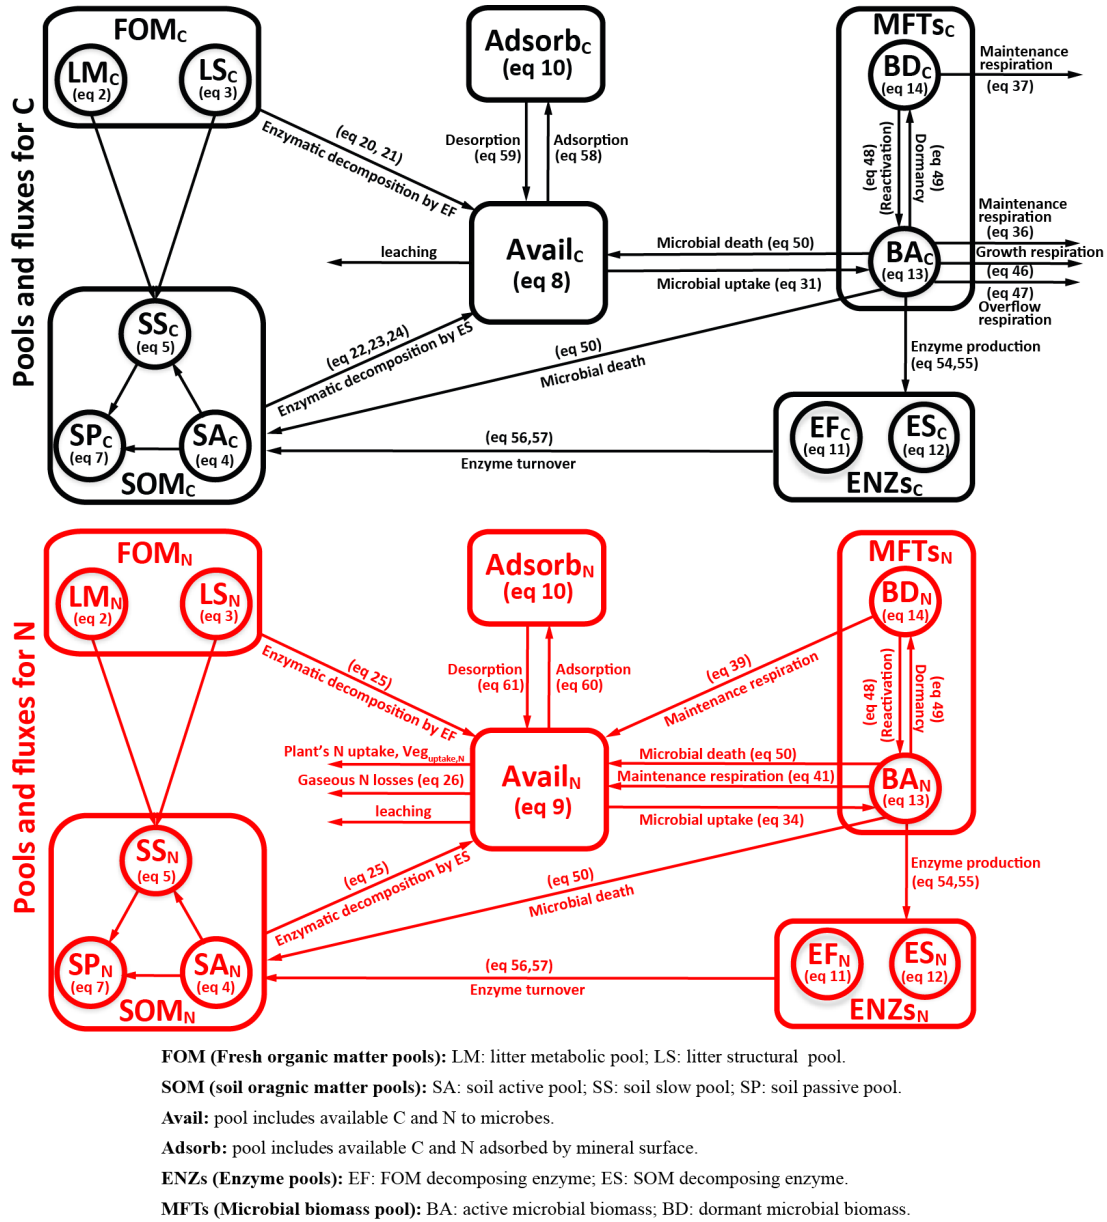 Pools and fluxes for C
FOMC
LMC
(eq 2)
LSC
(eq 3)
AdsorbC
(eq 10)
MFTsC
BDC
(eq 14)
Maintenance
respiration
(eq 37)
(eq 20, 21)
Enzymatic decomposition by EF
Desorption
(eq 59)
Adsorption
(eq 58)
(eq 48)
(Reactivation)
Dormancy
(eq 49)
AvailC
(eq 8)
leaching
Microbial death (eq 50)
Microbial uptake (eq 31)
BAC
(eq 13)
Maintenance
respiration
(eq 36)
Growth respiration
(eq 46)
(eq 47)
Overflow
respiration
SSC
(eq 5)
SPC
(eq 7)
SAC
(eq 4)
SOMC
(eq 22,23,24)
Enzymatic decomposition by ES
(eq 50)
Microbial death
Enzyme production
(eq 54,55)
(eq 56,57)
Enzyme turnover
EFC
(eq 11)
ESC
(eq 12)
ENZsC
Pools and fluxes for N
FOMN
LMN
(eq 2)
LSN
(eq 3)
AdsorbN
(eq 10)
MFTsN
BDN
(eq 14)
(eq 25)
Enzymatic decomposition by EF
Desorption
(eq 61)
Adsorption
(eq 60)
(eq 39)
Maintenance respiration
(eq 48)
(Reactivation)
Dormancy
(eq 49)
Plant's N uptake, Veguptake,N
Gaseous N losses (eq 26)
leaching
AvailN
(eq 9)
Microbial death (eq 50)
Maintenance respiration (eq 41)
Microbial uptake (eq 34)
BAN
(eq 13)
SSN
(eq 5)
SPN
(eq 7)
SAN
(eq 4)
SOMN
(eq 25)
Enzymatic decomposition by ES
(eq 50)
Microbial death
Enzyme production
(eq 54,55)
(eq 56,57)
Enzyme turnover
EFN
(eq 11)
ESN
(eq 12)
ENZsN
FOM (Fresh organic matter pools): LM: litter metabolic pool; LS: litter structural pool.
SOM (soil oragnic matter pools): SA: soil active pool; SS: soil slow pool; SP: soil passive pool.
Avail: pool includes available C and N to microbes.
Adsorb: pool includes available C and N adsorbed by mineral surface.
ENZs (Enzyme pools): EF: FOM decomposing enzyme; ES: SOM decomposing enzyme.
MFTs (Microbial biomass pool): BA: active microbial biomass; BD: dormant microbial biomass.